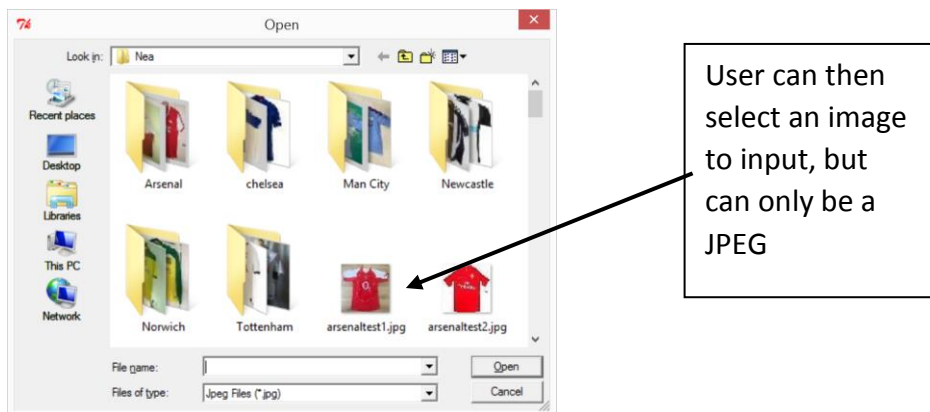 Open
Look in: Nea
Recent places
Desktop
Libraries
This PC
Network
Arsenal chelsea Man City Newcastle
Norwich Tottenham arsenaltest1.jpg arsenaltest2.jpg
File name: Open
Files of type: Jpeg Files (*.jpg) Cancel
User can then
select an image
to input, but
can only be a
JPEG